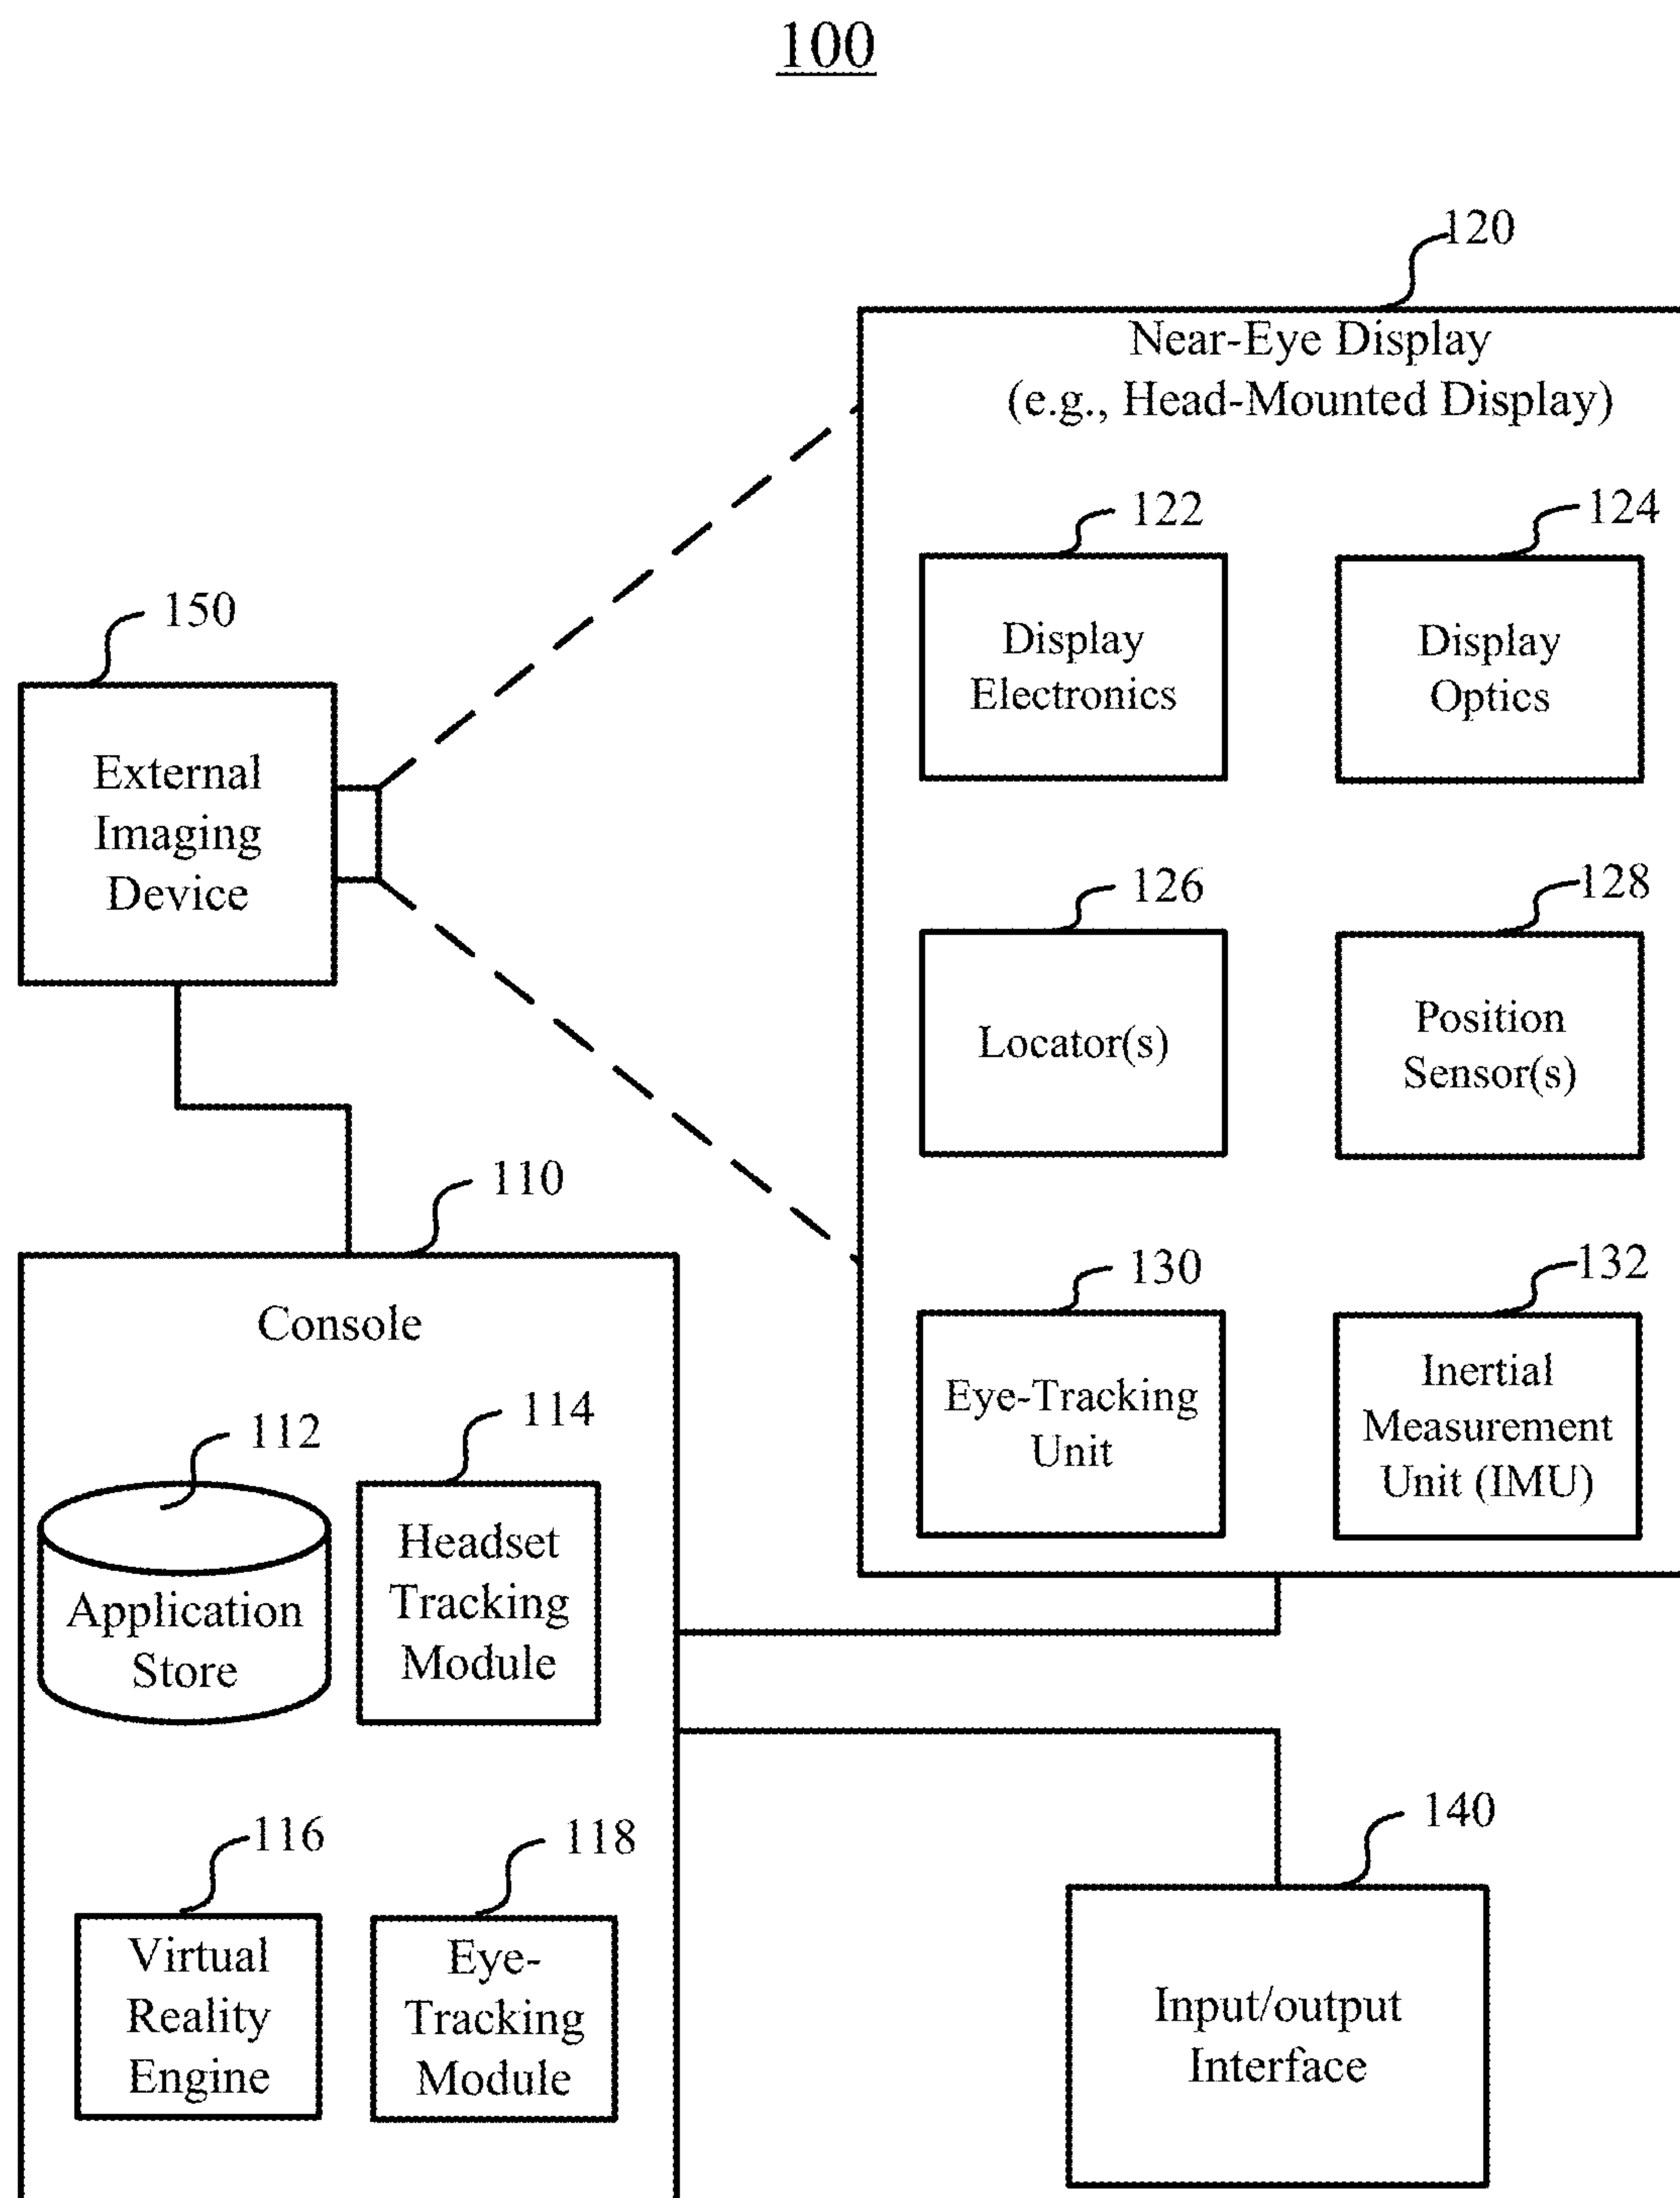 100
120
Near-Eye Display
(e.g., Head-Mounted Display)
122
124
Display
Electronics
Display
Optics
150
External
Imaging
Device
126
128
Locator(s)
Position
Sensor(s)
110
Console
130
132
Eye-Tracking
Unit
Inertial
Measurement
Unit (IMU)
112
114
Application
Store
Headset
Tracking
Module
116
118
Virtual
Reality
Engine
Eye-
Tracking
Module
140
Input/output
Interface